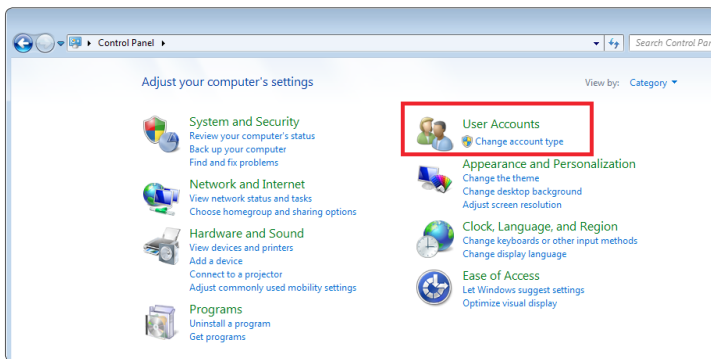 Control Panel
Search Control Par
Adjust your computer's settings
View by: Category
System and Security
Review your computer's status
Back up your computer
Find and fix problems
Network and Internet
View network status and tasks
Choose homegroup and sharing options
Hardware and Sound
View devices and printers
Add a device
Connect to a projector
Adjust commonly used mobility settings
Programs
Uninstall a program
Get programs
User Accounts
Change account type
Appearance and Personalization
Change the theme
Change desktop background
Adjust screen resolution
Clock, Language, and Region
Change keyboards or other input methods
Change display language
Ease of Access
Let Windows suggest settings
Optimize visual display